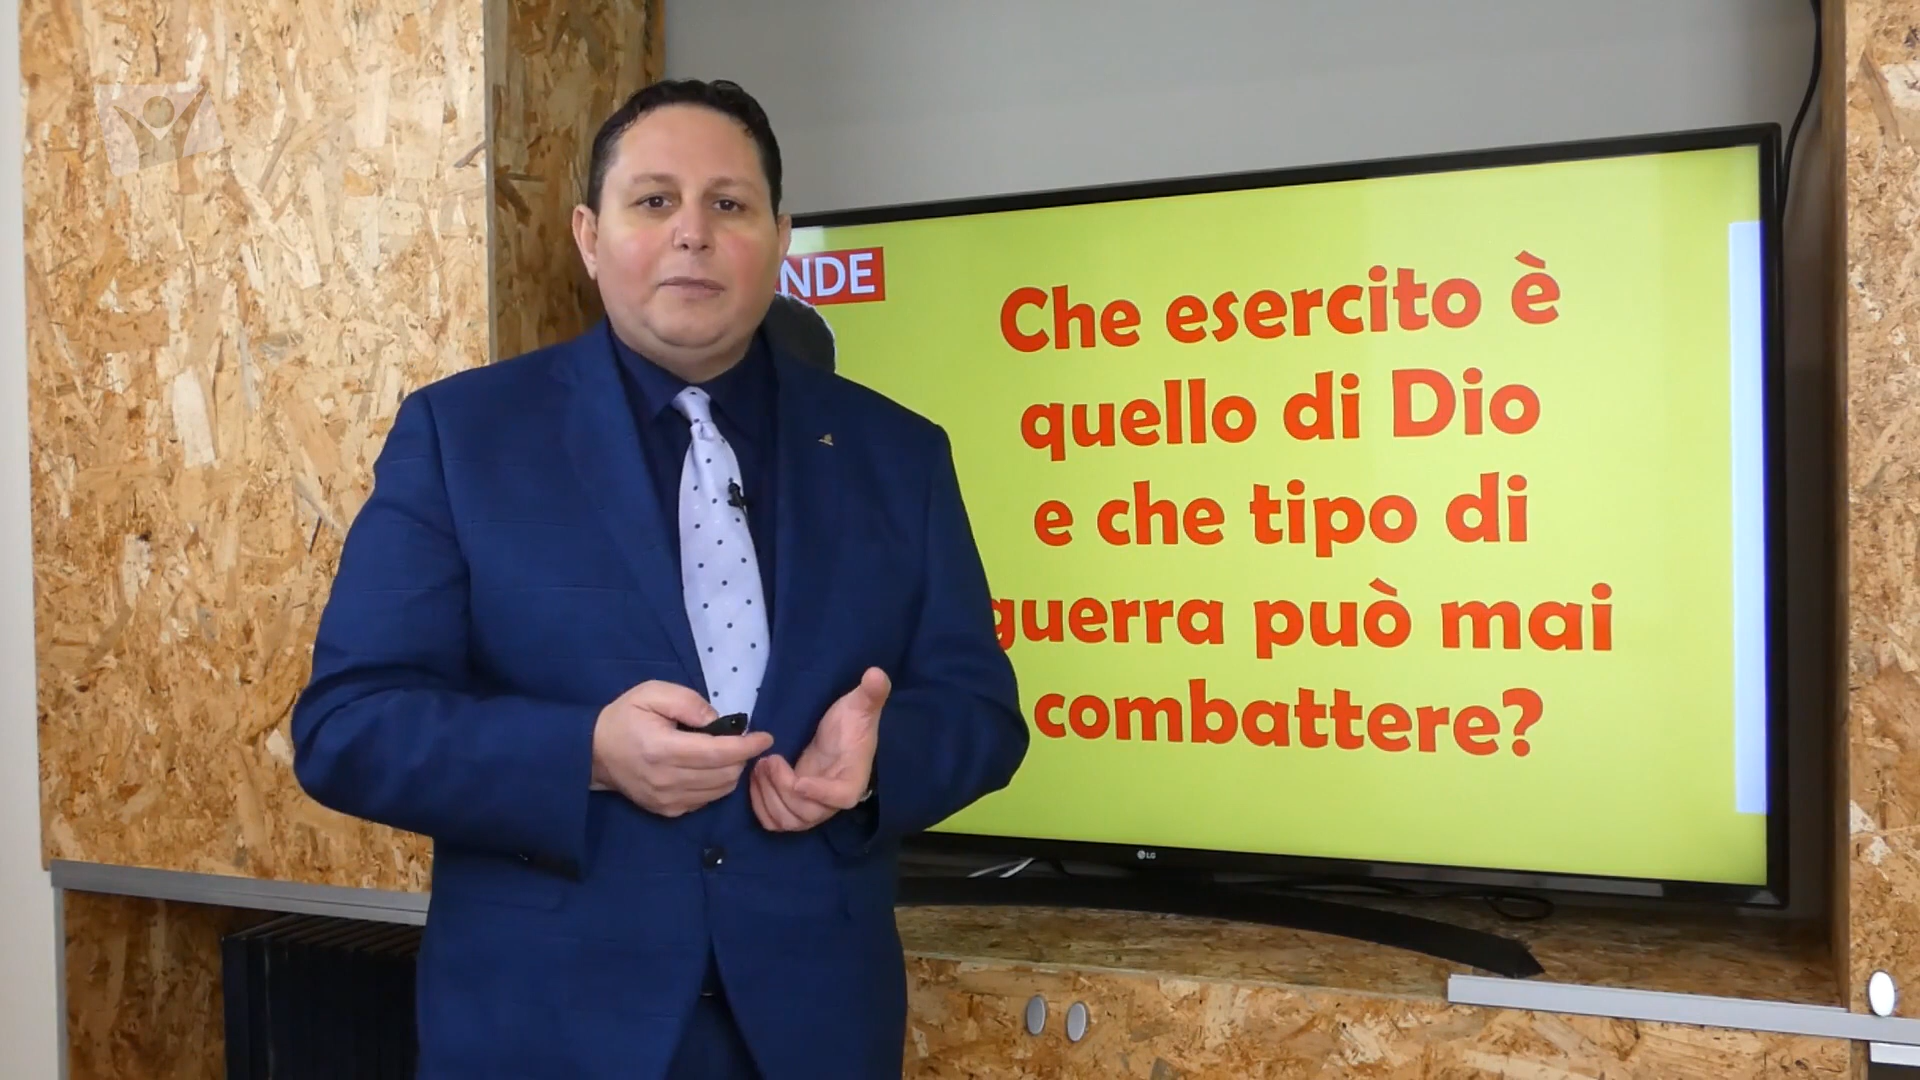 NDE
Che esercito è
quello di Dio
e che tipo di
guerra può mai
combattere?
LG